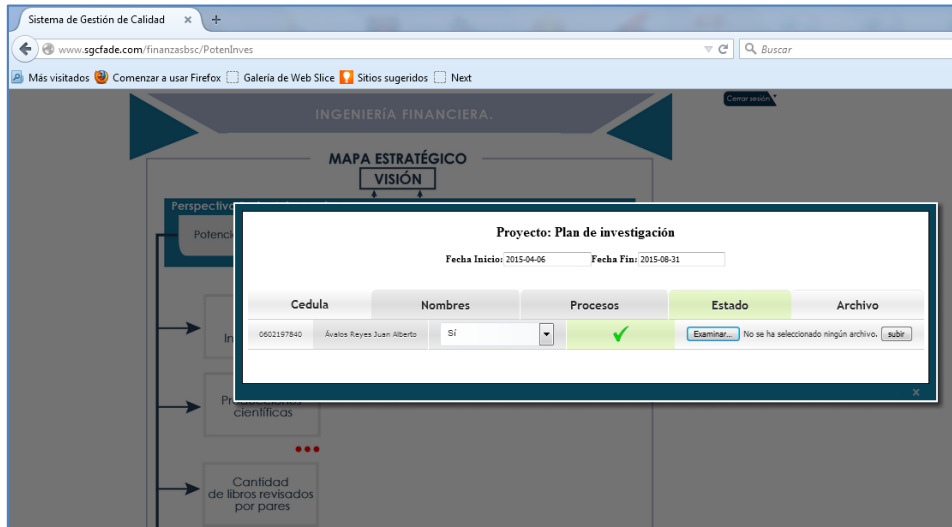 Sistema de Gestión de Calidad × +
www.sgcfade.com/finanzasbsc/PotenInves
Buscar
Más visitados Comenzar a usar Firefox Galería de Web Slice Sitios sugeridos Next
Cerrar sesión
INGENIERÍA FINANCIERA.
MAPA ESTRATÉGICO
VISIÓN
Perspectiv
Potenci
Proyecto: Plan de investigación
Fecha Inicio: 2015-04-06 Fecha Fin: 2015-08-31
Cedula Nombres Procesos Estado Archivo
0602197840 Ávalos Reyes Juan Alberto Sí Examinar... No se ha seleccionado ningún archivo. subir
In
Producciones
científicas
Cantidad
de libros revisados
por pares